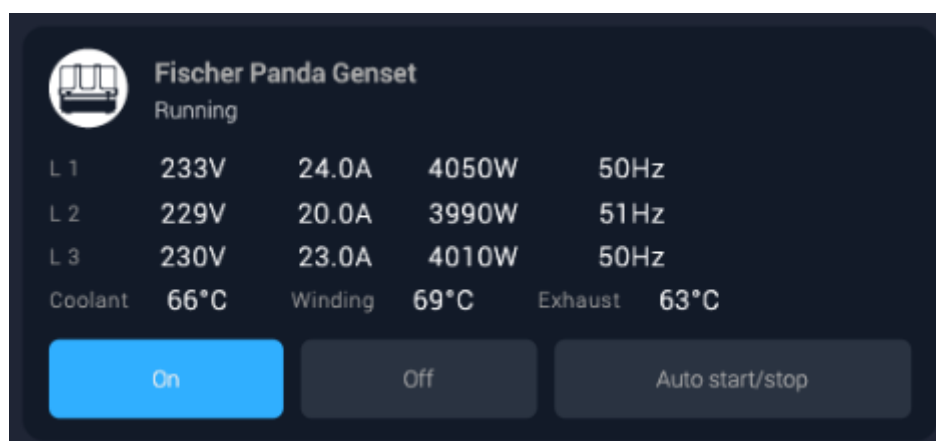 Fischer Panda Genset
Running
L 1 233V 24.0A 4050W 50Hz
L 2 229V 20.0A 3990W 51Hz
L 3 230V 23.0A 4010W 50Hz
Coolant 66°C Winding 69°C Exhaust 63°C
On Off Auto start/stop